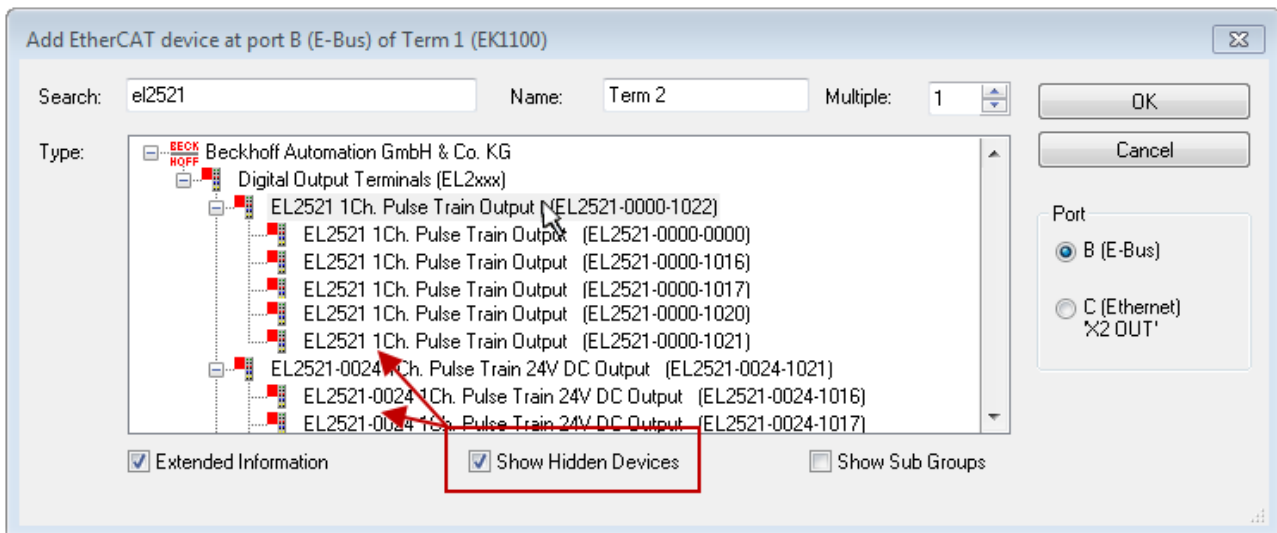 Add EtherCAT device at port B (E-Bus) of Term 1 (EK1100)
Search: el2521 Name: Term 2 Multiple: 1 OK
Type: BECKHOFF Beckhoff Automation GmbH & Co. KG Cancel
Digital Output Terminals (EL2xxx)
EL2521 1Ch. Pulse Train Output (EL2521-0000-1022)
EL2521 1Ch. Pulse Train Output (EL2521-0000-0000)
EL2521 1Ch. Pulse Train Output (EL2521-0000-1016)
EL2521 1Ch. Pulse Train Output (EL2521-0000-1017)
EL2521 1Ch. Pulse Train Output (EL2521-0000-1020)
EL2521 1Ch. Pulse Train Output (EL2521-0000-1021)
EL2521-0024 1Ch. Pulse Train 24V DC Output (EL2521-0024-1021)
EL2521-0024 1Ch. Pulse Train 24V DC Output (EL2521-0024-1016)
EL2521-0024 1Ch. Pulse Train 24V DC Output (EL2521-0024-1017)
Port
B (E-Bus)
C (Ethernet)
'X2 OUT'
Extended Information Show Hidden Devices Show Sub Groups